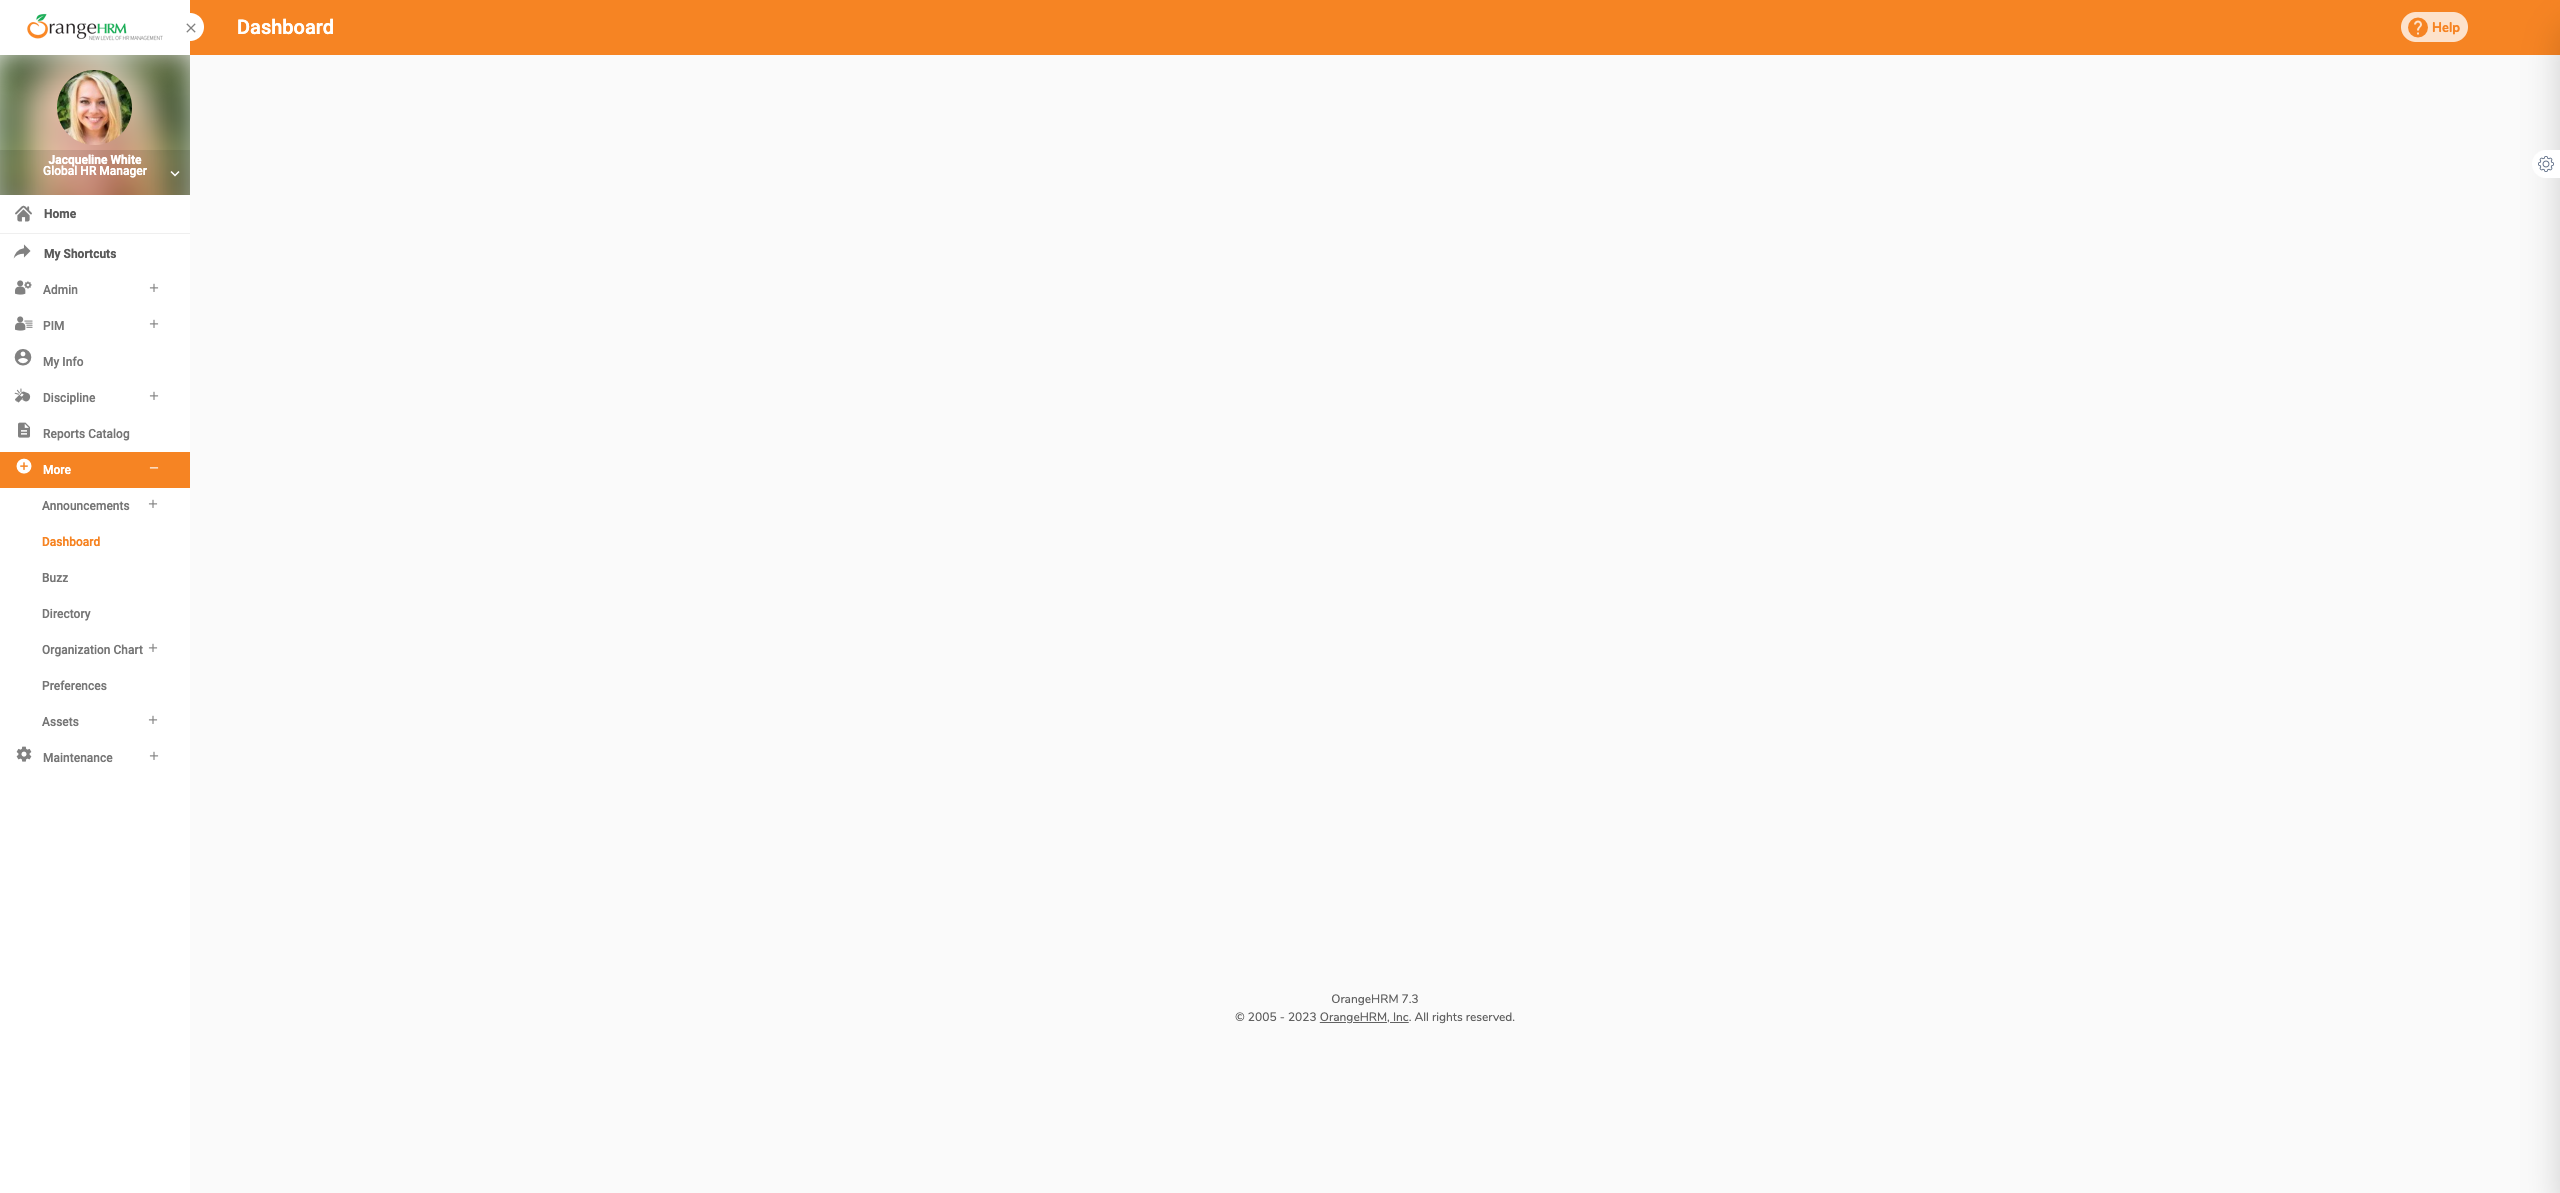 OrangeHRM
NEW LEVEL OF HR MANAGEMENT
Dashboard
Help
Jacqueline White
Global HR Manager
Home
My Shortcuts
Admin
PIM
My Info
Discipline
Reports Catalog
More
Announcements
Dashboard
Buzz
Directory
Organization Chart
Preferences
Assets
Maintenance
OrangeHRM 7.3
© 2005 - 2023 OrangeHRM, Inc. All rights reserved.